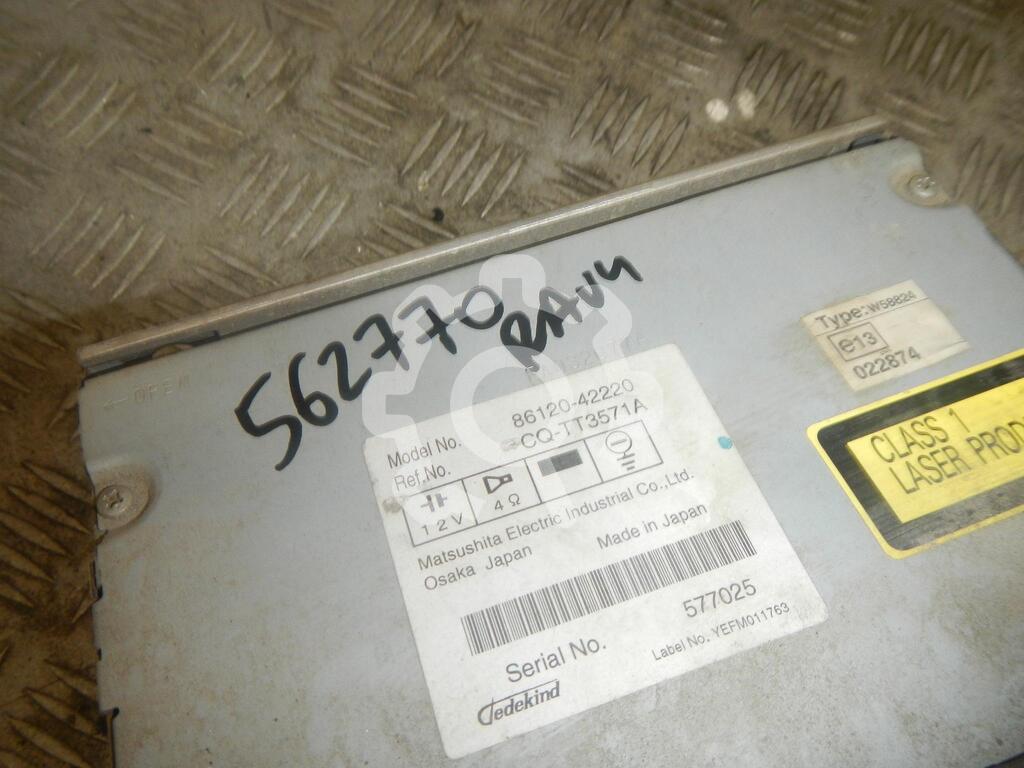 562770 RAV4
Type: W58824
e13
022874
Model No. 86120-42220
Ref.No. CQ-TT3571A
12V 4Ω
CLASS 1
LASER PROD
Matsushita Electric Industrial Co.,Ltd.
Osaka Japan Made in Japan
Serial No. 577025
Label No. YEFM011763
Dedekind